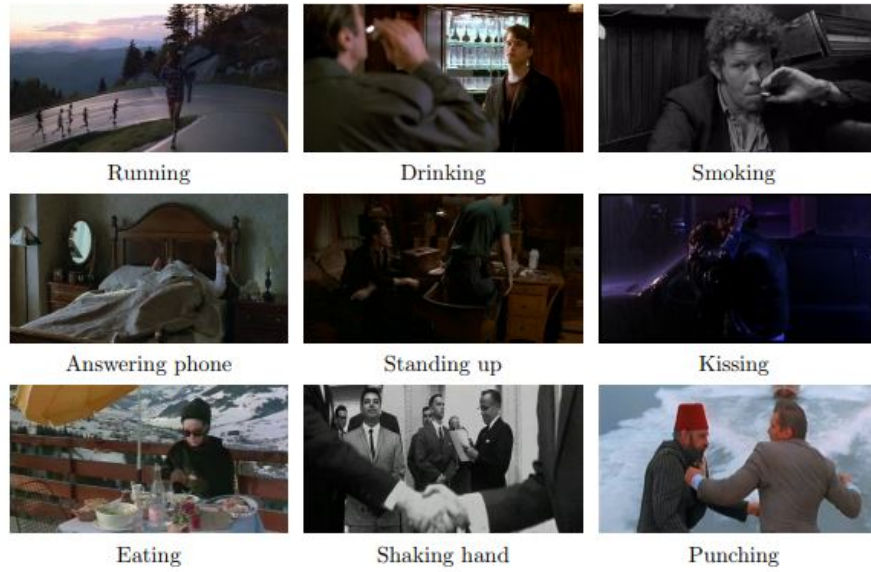 Running
Drinking
Smoking
Answering phone
Standing up
Kissing
Eating
Shaking hand
Punching